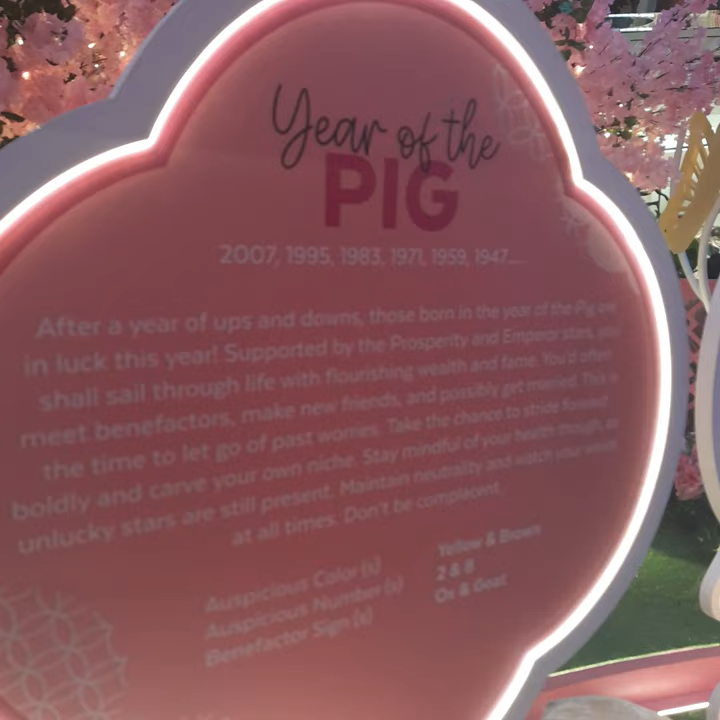 Year of the
PIG
2007, 1995, 1983, 1971, 1959, 1947....
After a year of ups and downs, those born in the year of the Pig are
in luck this year! Supported by the Prosperity and Emperor stars, you
shall sail through life with flourishing wealth and fame. You'd often
meet benefactors, make new friends, and possibly get married. This is
the time to let go of past worries. Take the chance to stride forward
boldly and carve your own niche. Stay mindful of your health though, as
unlucky stars are still present. Maintain neutrality and watch your words
at all times. Don't be complacent.
Auspicious Color(s) Yellow & Brown
Auspicious Number(s) 2 & 8
Benefactor Sign(s) Ox & Goat